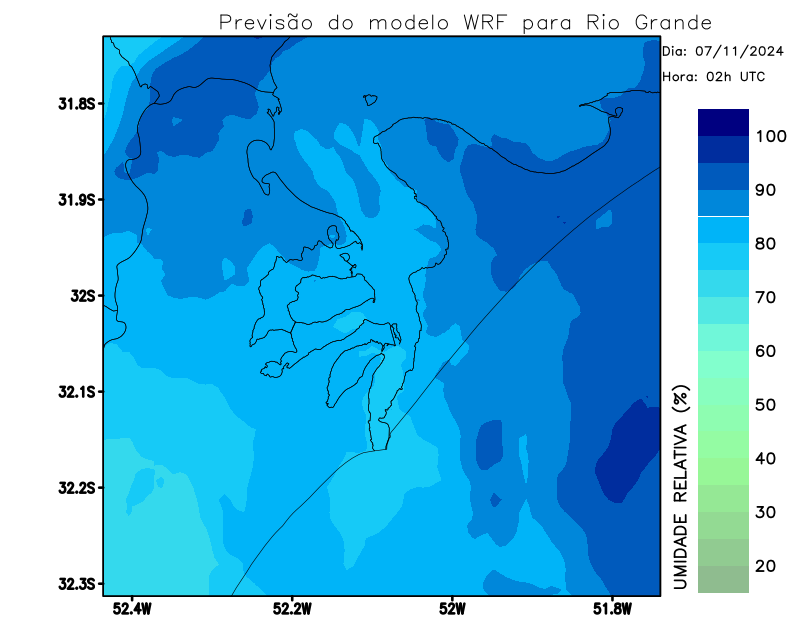 Previsão do modelo WRF para Rio Grande
Dia: 07/11/2024
Hora: 02h UTC
31.8S
31.9S
32S
32.1S
32.2S
32.3S
52.4W
52.2W
52W
51.8W
100
90
80
70
60
50
40
30
20
UMIDADE RELATIVA (%)